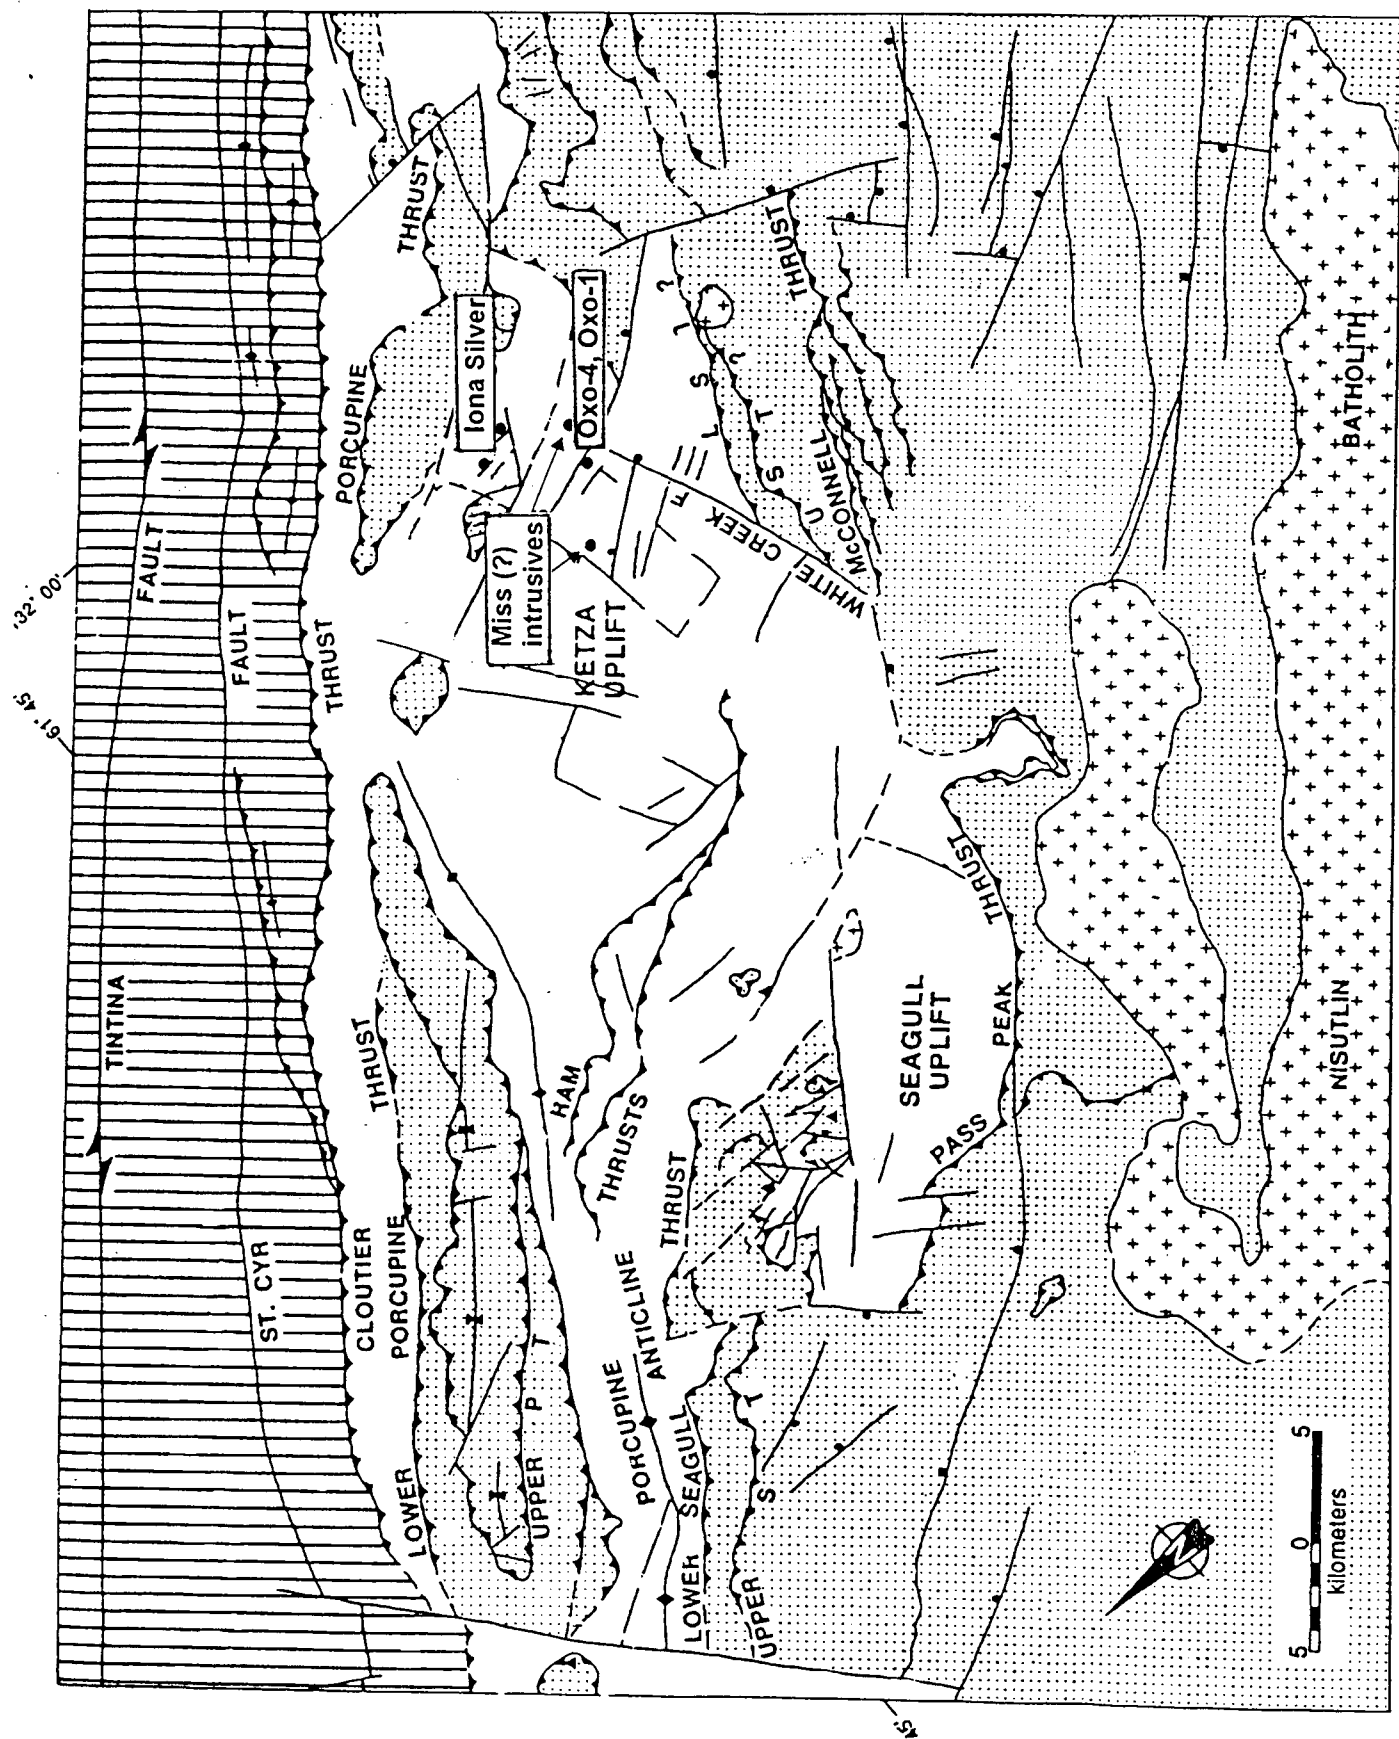 TINTINA
FAULT
ST. CYR
FAULT
CLOUTIER
THRUST
LOWER
PORCUPINE
THRUST
PORCUPINE
THRUST
UPPER P T
Iona Silver
Oxo-4, Oxo-1
Miss (?)
intrusives
KETZA
UPLIFT
RAM
THRUSTS
PORCUPINE
ANTICLINE
LOWER SEAGULL
THRUST
UPPER S T
L S T ?
U S T ?
McCONNELL
THRUST
WHITE CREEK
F
SEAGULL
UPLIFT
PASS
PEAK
THRUST
NISUTLIN
BATHOLITH
61° 45'
132° 00'
45'
5 0 5
kilometers